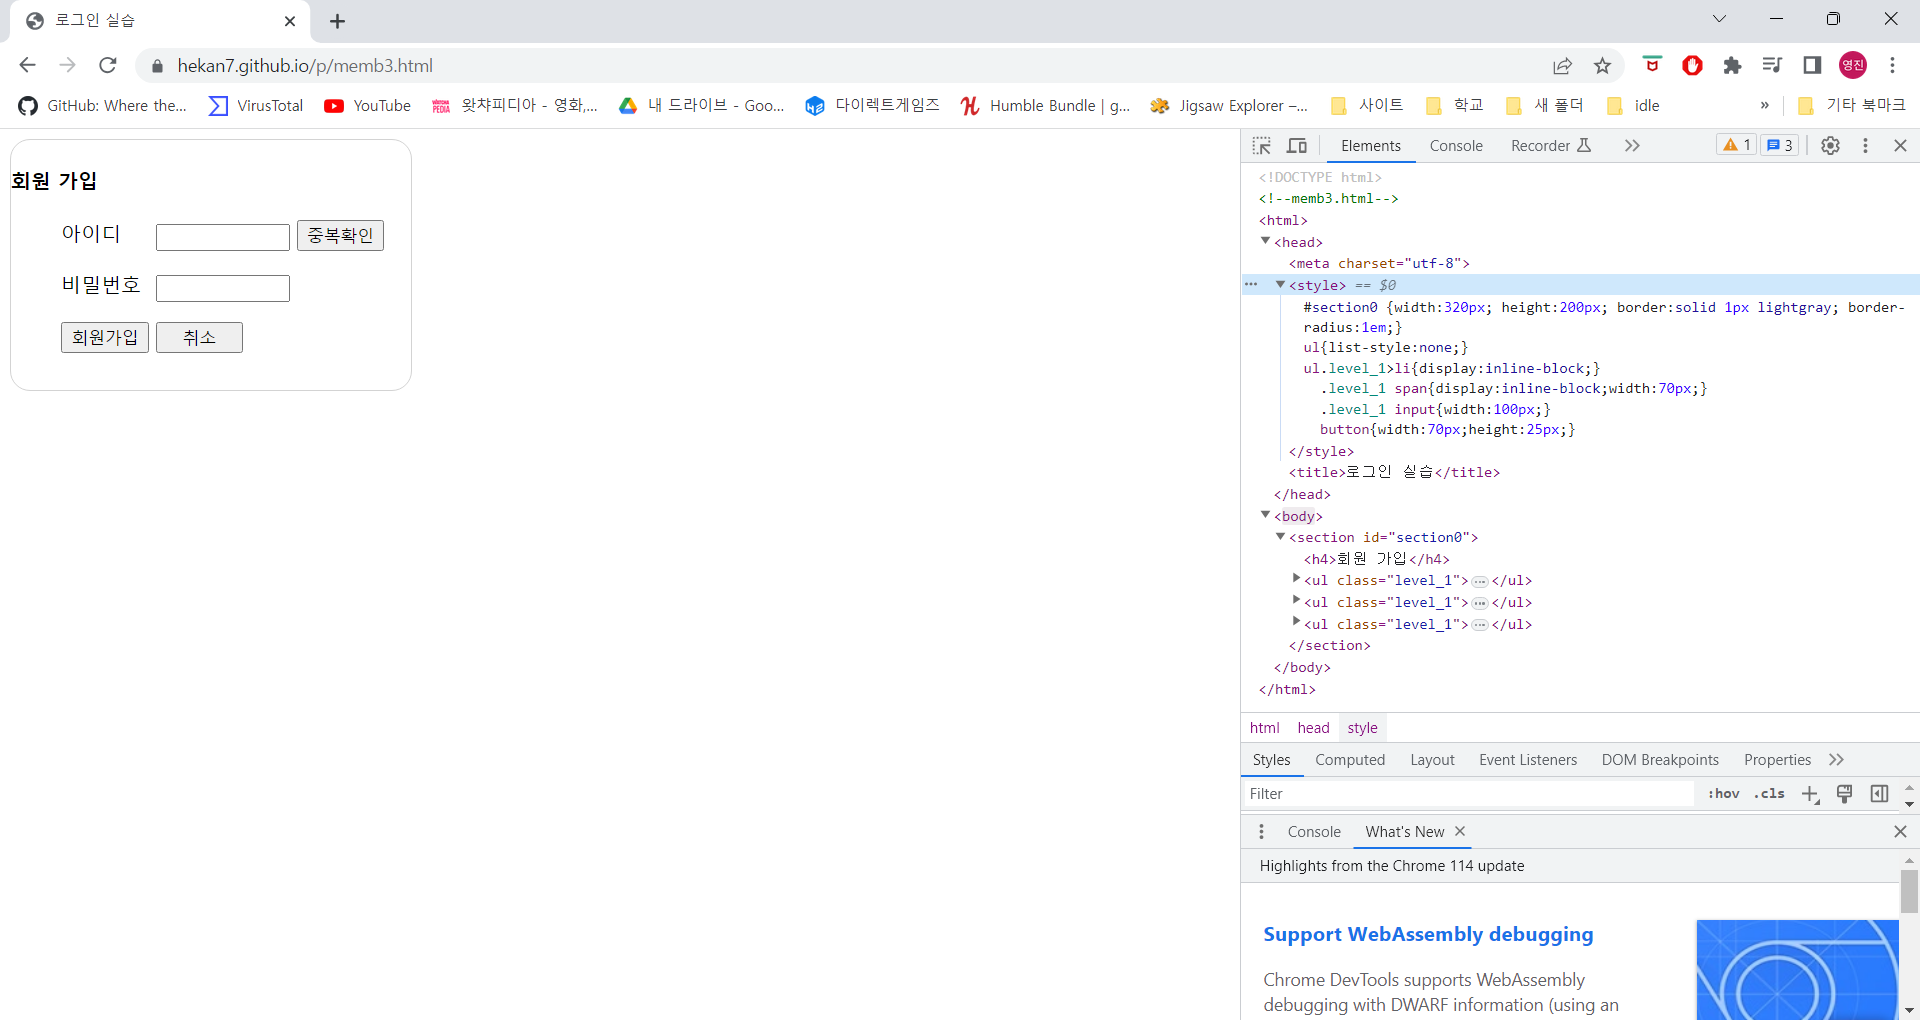 로그인 실습
hekan7.github.io/p/memb3.html
영진
GitHub: Where the...
VirusTotal
YouTube
왓챠피디아 - 영화,...
내 드라이브 - Goo...
다이렉트게임즈
Humble Bundle | g...
Jigsaw Explorer –...
사이트
학교
새 폴더
idle
»
기타 북마크
회원 가입
아이디
중복확인
비밀번호
회원가입 취소
Elements Console Recorder 1 3
<!DOCTYPE html>
<!--memb3.html-->
<html>
<head>
<meta charset="utf-8">
<style> == $0
#section0 {width:320px; height:200px; border:solid 1px lightgray; border-
radius:1em;}
ul{list-style:none;}
ul.level_1>li{display:inline-block;}
.level_1 span{display:inline-block;width:70px;}
.level_1 input{width:100px;}
button{width:70px;height:25px;}
</style>
<title>로그인 실습</title>
</head>
<body>
<section id="section0">
<h4>회원 가입</h4>
<ul class="level_1">…</ul>
<ul class="level_1">…</ul>
<ul class="level_1">…</ul>
</section>
</body>
</html>
html head style
Styles Computed Layout Event Listeners DOM Breakpoints Properties
Filter :hov .cls
Console What's New
Highlights from the Chrome 114 update
Support WebAssembly debugging
Chrome DevTools supports WebAssembly
debugging with DWARF information (using an